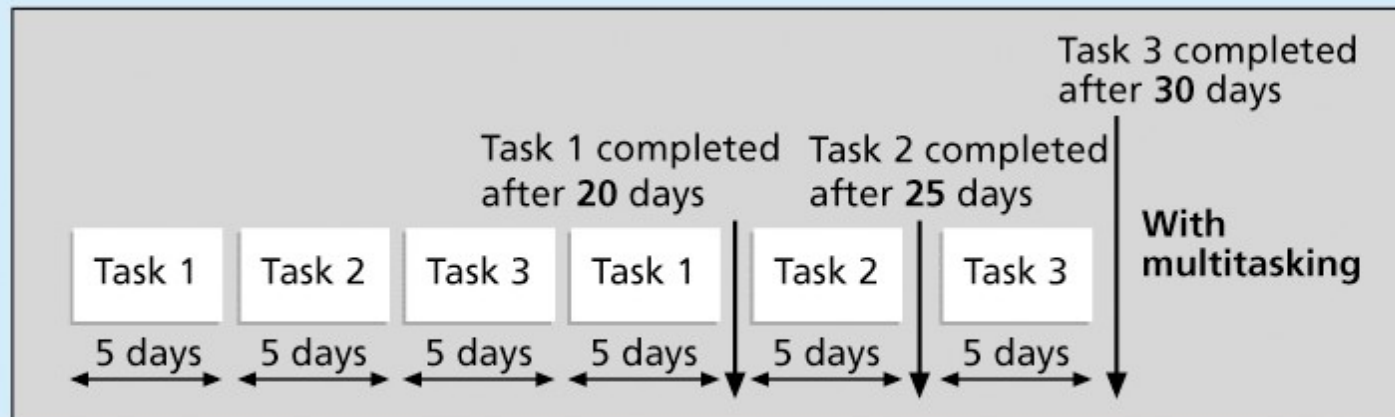 Task 3 completed
after 30 days
Task 1 completed
after 20 days
Task 2 completed
after 25 days
With
multitasking
Task 1
Task 2
Task 3
Task 1
Task 2
Task 3
5 days
5 days
5 days
5 days
5 days
5 days